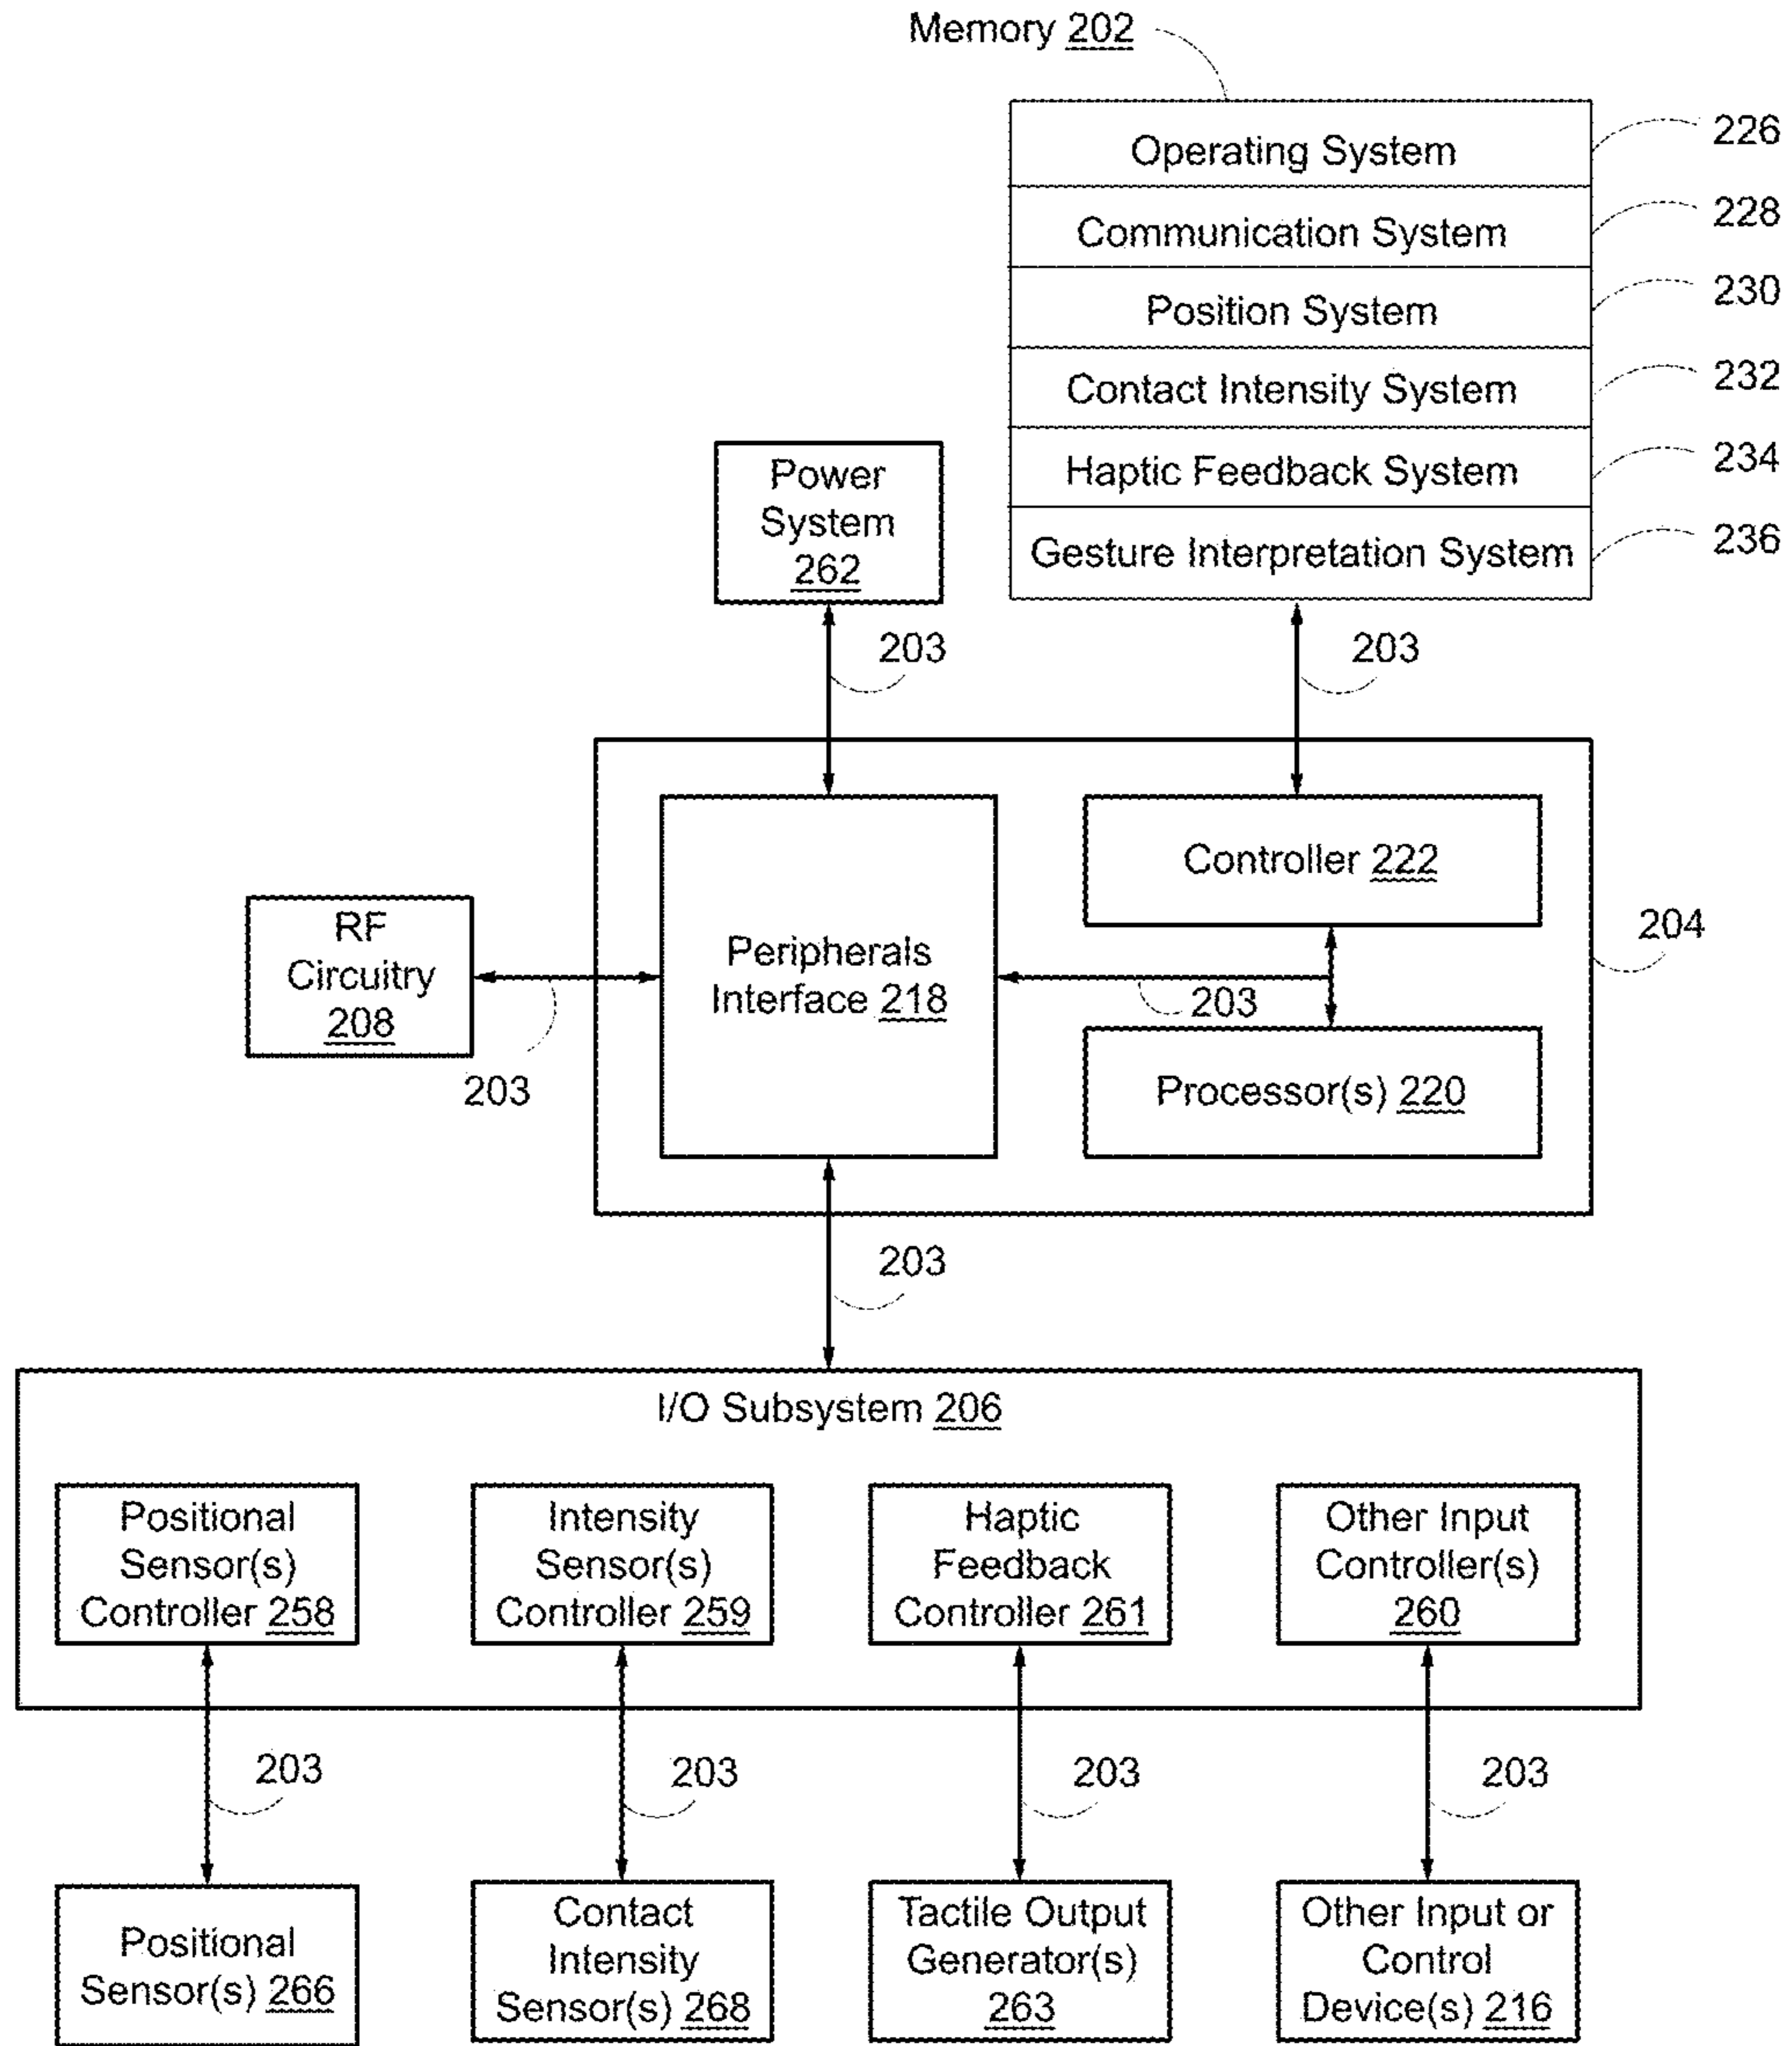 Memory 202
Operating System
226
Communication System
228
Position System
230
Contact Intensity System
232
Haptic Feedback System
234
Gesture Interpretation System
236
Power
System
262
203
203
Controller 222
RF
Circuitry
208
203
Peripherals
Interface 218
203
204
Processor(s) 220
203
I/O Subsystem 206
Positional
Sensor(s)
Controller 258
Intensity
Sensor(s)
Controller 259
Haptic
Feedback
Controller 261
Other Input
Controller(s)
260
203
203
203
203
Positional
Sensor(s) 266
Contact
Intensity
Sensor(s) 268
Tactile Output
Generator(s)
263
Other Input or
Control
Device(s) 216